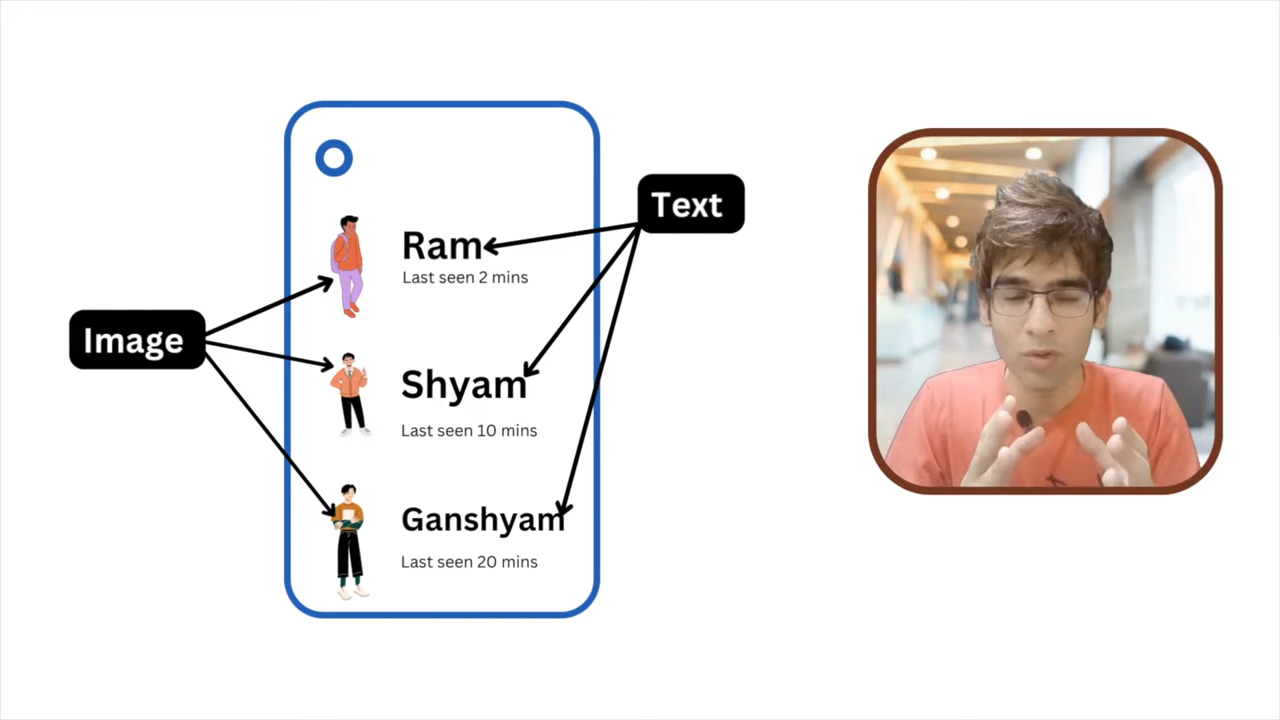 Text
Ram
Last seen 2 mins
Image
Shyam
Last seen 10 mins
Ganshyam
Last seen 20 mins